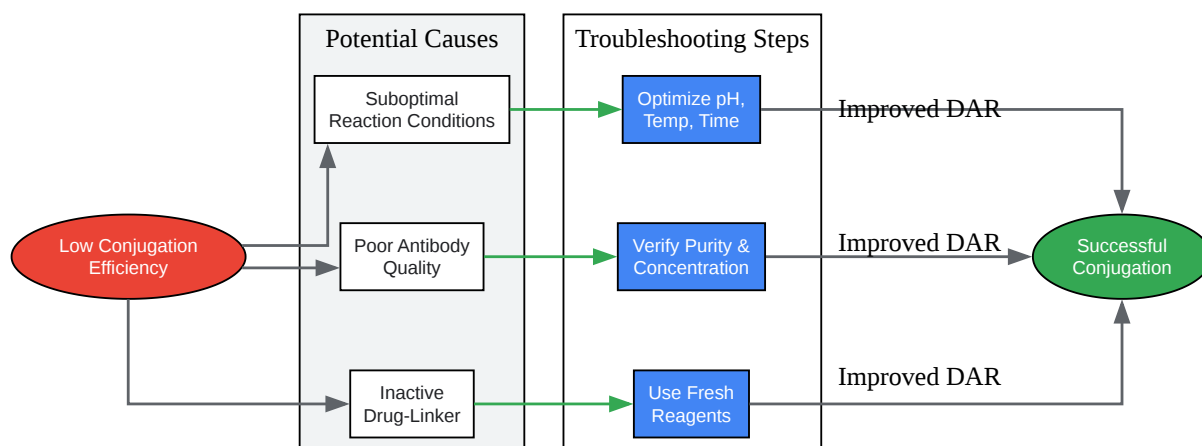 Potential Causes
Troubleshooting Steps
Suboptimal
Reaction Conditions
Optimize pH,
Temp, Time
Improved DAR
Low Conjugation
Efficiency
Poor Antibody
Quality
Verify Purity &
Concentration
Improved DAR
Successful
Conjugation
Inactive
Drug-Linker
Use Fresh
Reagents
Improved DAR